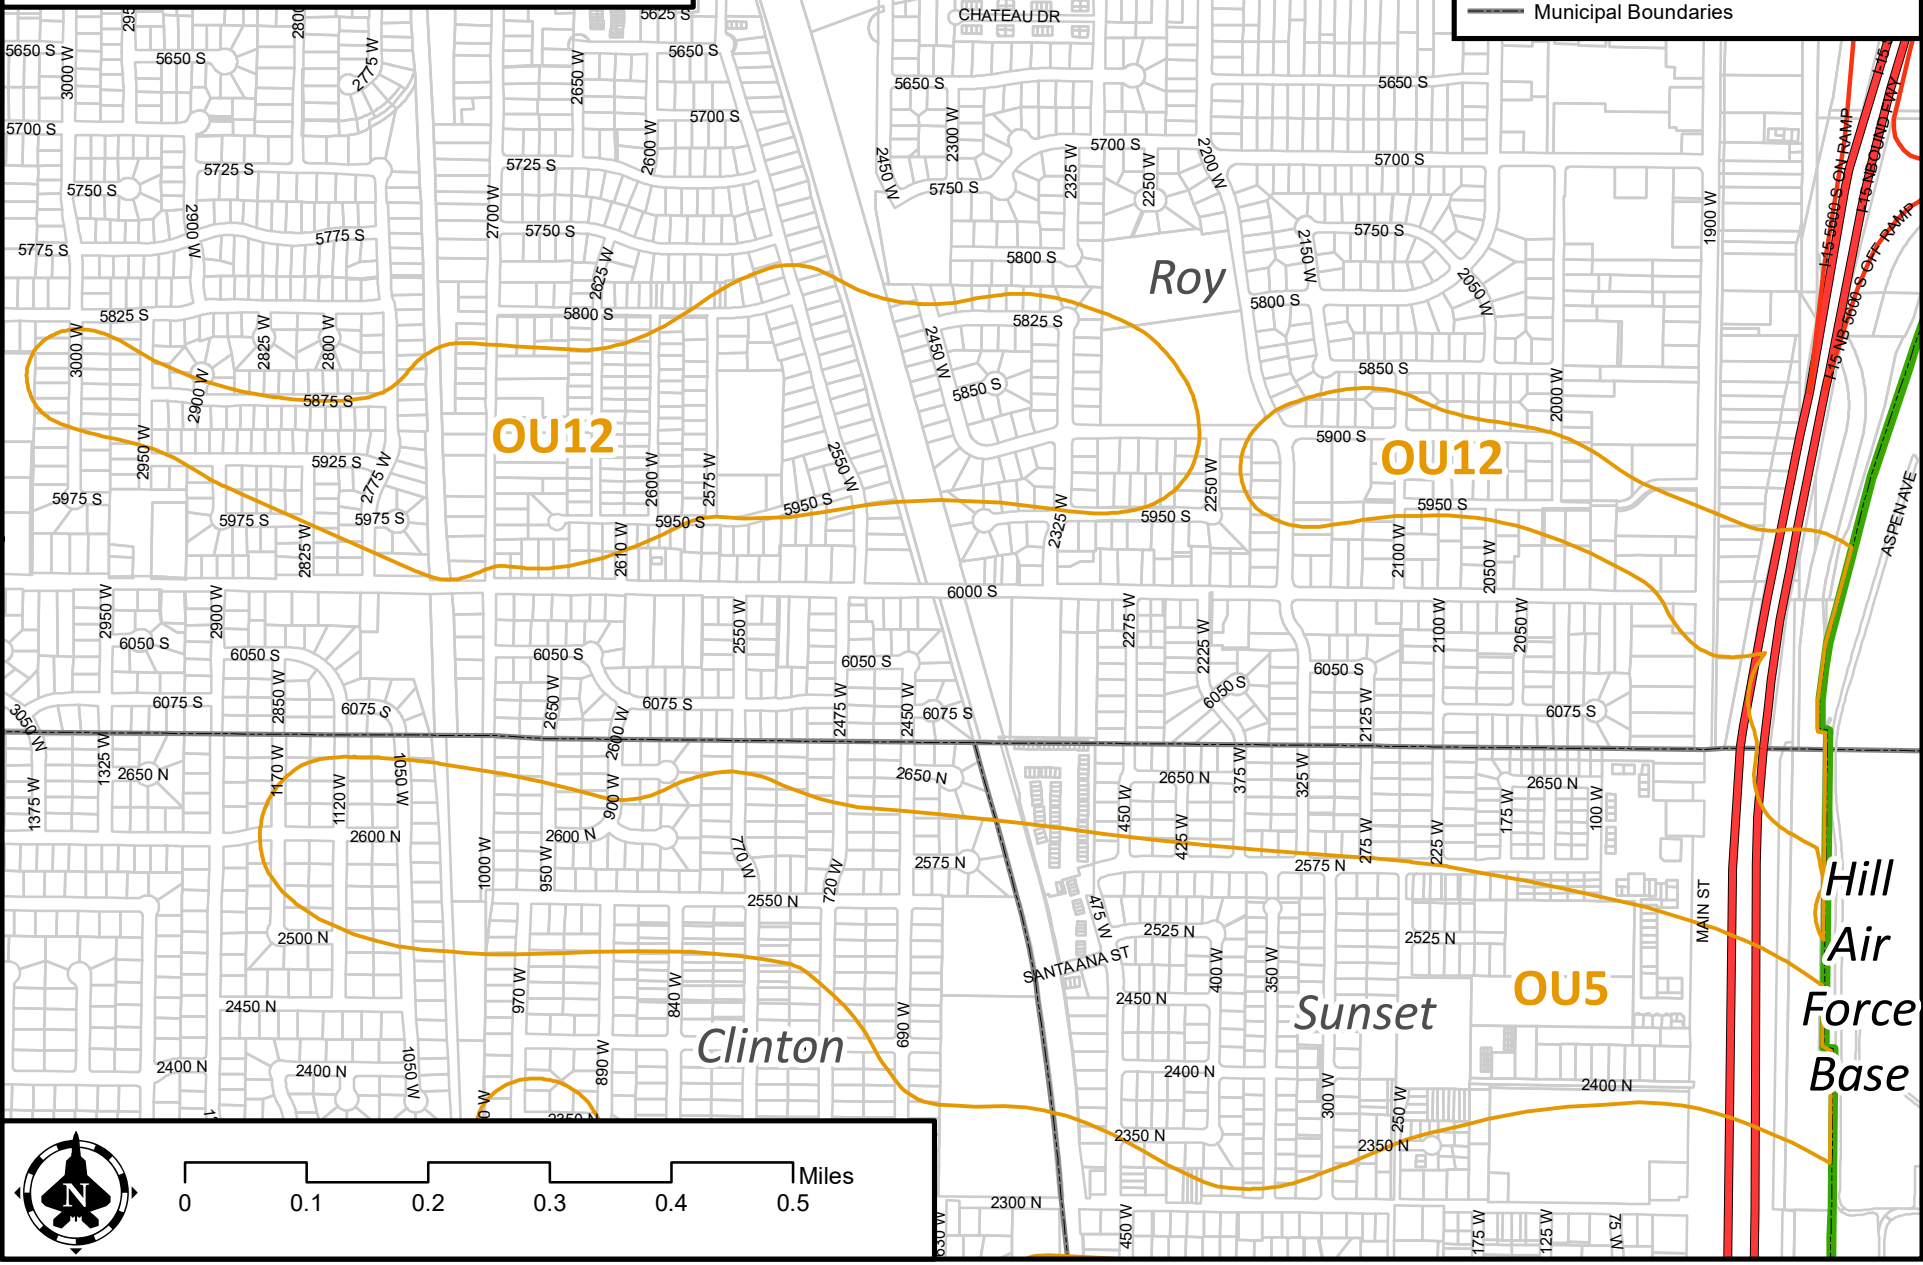 Municipal Boundaries
CHATEAU DR
5625 S
5650 S
5650 S
5650 S
5650 S
5650 S
3000 W
2775 W
2650 W
5700 S
5700 S
5700 S
5700 S
2600 W
2300 W
2450 W
2325 W
2250 W
2200 W
5725 S
5725 S
5750 S
5750 S
5750 S
5750 S
2900 W
2700 W
1900 W
5775 S
5775 S
2625 W
5800 S
5800 S
5800 S
2150 W
2050 W
Roy
I-15 5600 S ON RAMP
I-15 NBOUND FWY
I-15 NB 5600 S OFF RAMP
I-15
5825 S
5825 S
3000 W
2825 W
2800 W
2900 W
5875 S
2450 W
5850 S
5850 S
2000 W
OU12
OU12
5900 S
2950 W
5925 S
2775 W
2600 W
2575 W
2550 W
2250 W
5975 S
5975 S
5975 S
5950 S
5950 S
5950 S
5950 S
2325 W
2825 W
2610 W
2100 W
2050 W
ASPEN AVE
6000 S
2950 W
2900 W
2550 W
2275 W
2225 W
2100 W
2050 W
6050 S
6050 S
6050 S
6050 S
6050 S
6050 S
2850 W
2650 W
2600 W
2475 W
2450 W
2125 W
6075 S
6075 S
6075 S
6075 S
6075 S
3050 W
1375 W
1325 W
2650 N
1170 W
1120 W
1050 W
900 W
2650 N
2650 N
2650 N
450 W
425 W
375 W
325 W
275 W
225 W
175 W
100 W
2600 N
2600 N
1000 W
950 W
770 W
720 W
2575 N
2575 N
2550 N
475 W
MAIN ST
Hill
Air
Force
Base
2500 N
2525 N
2525 N
SANTA ANA ST
400 W
350 W
970 W
840 W
690 W
2450 N
2450 N
OU5
Sunset
Clinton
2400 N
2400 N
2400 N
2400 N
1050 W
890 W
300 W
250 W
2350 N
2350 N
2300 N
630 W
450 W
175 W
125 W
75 W
N
Miles
0 0.1 0.2 0.3 0.4 0.5